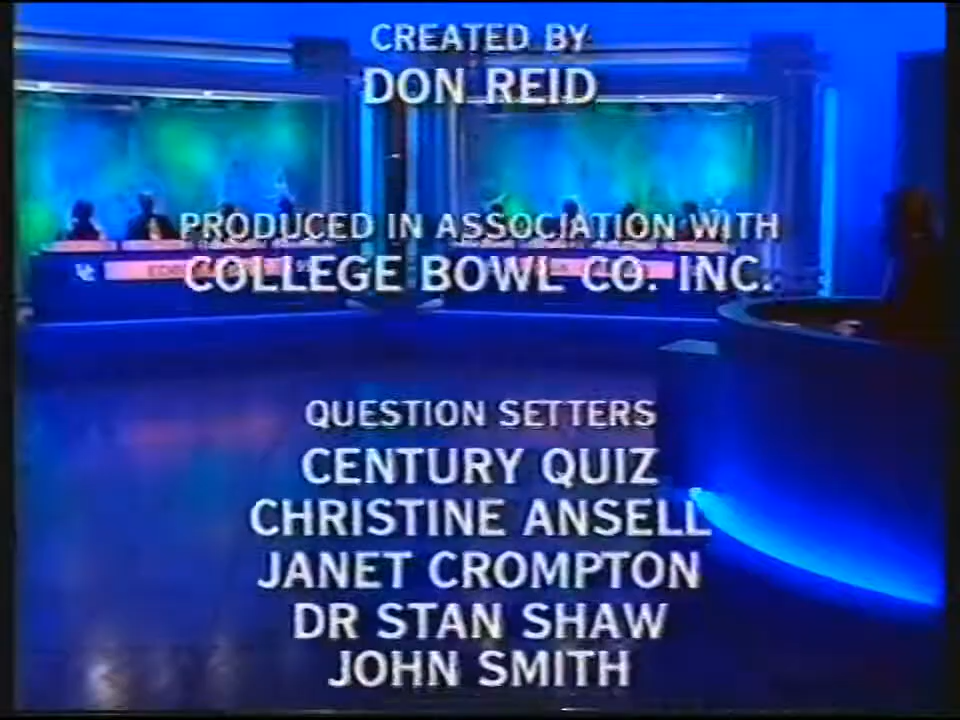 CREATED BY
DON REID
PRODUCED IN ASSOCIATION WITH
COLLEGE BOWL CO. INC.
QUESTION SETTERS
CENTURY QUIZ
CHRISTINE ANSELL
JANET CROMPTON
DR STAN SHAW
JOHN SMITH